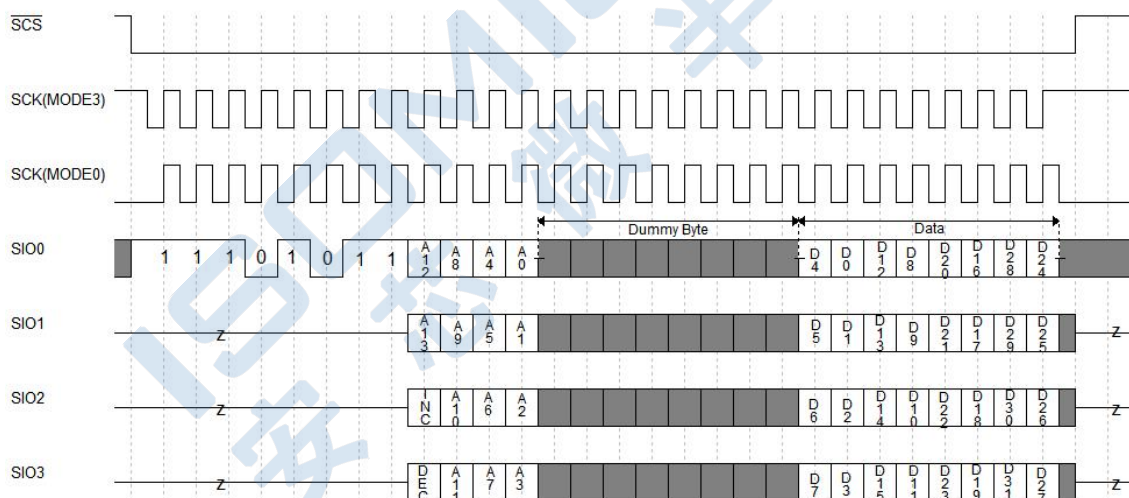 SCS
SCK(MODE3)
SCK(MODE0)
Dummy Byte Data
SIO0 1 1 1 0 1 0 1 1 A12 A8 A4 A0 D4 D0 D12 D8 D20 D16 D28 D24
SIO1 Z A13 A9 A5 A1 D5 D1 D13 D9 D21 D17 D29 D25 Z
SIO2 Z INC A10 A6 A2 D6 D2 D14 D10 D22 D18 D30 D26 Z
SIO3 Z DEC A11 A7 A3 D7 D3 D15 D11 D23 D19 D31 Z